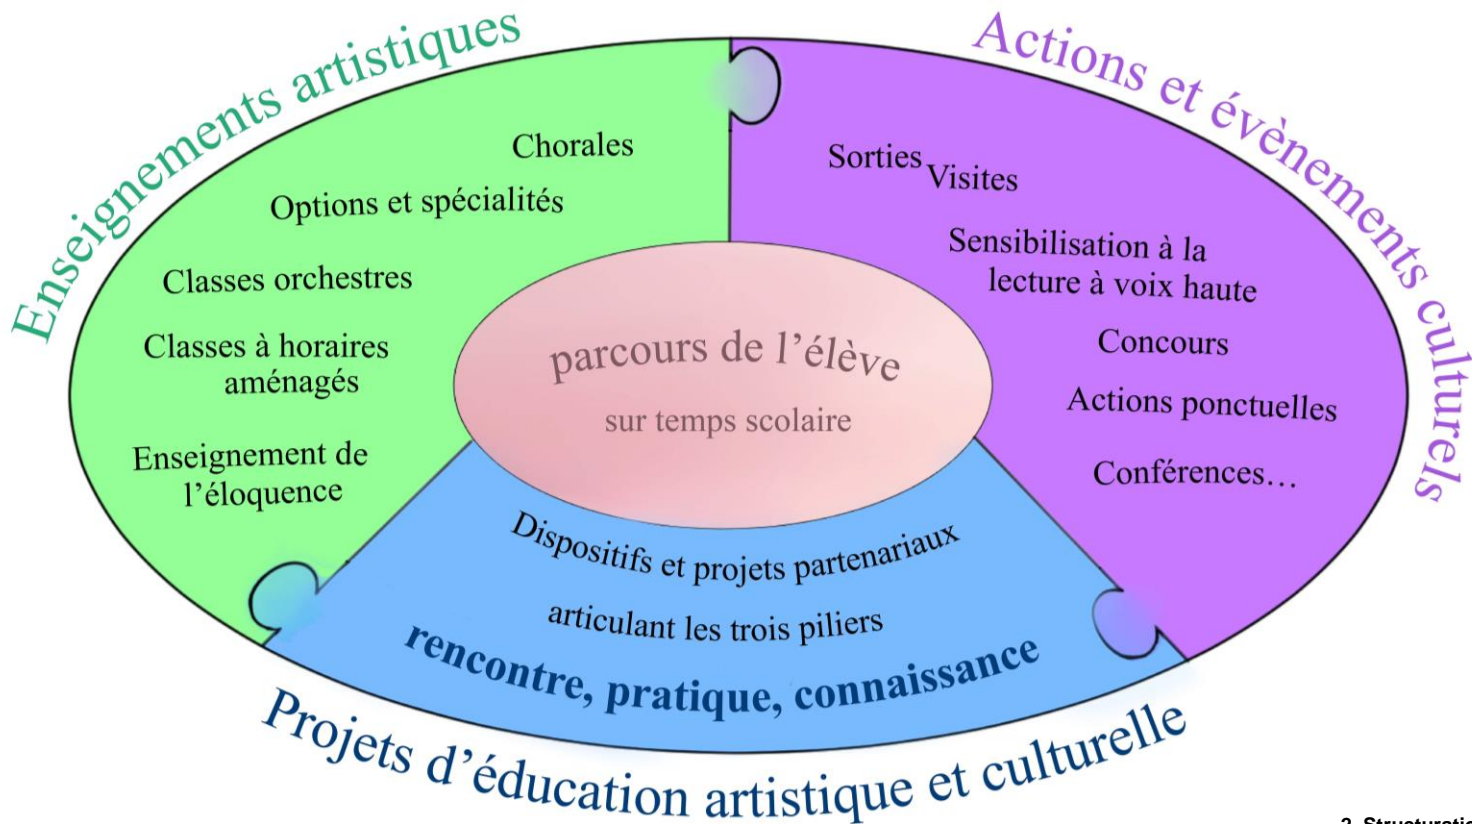 Enseignements artistiques
Chorales
Options et spécialités
Classes orchestres
Classes à horaires
aménagés
Enseignement de
l’éloquence
Actions et évènements culturels
Sorties
Visites
Sensibilisation à la
lecture à voix haute
Concours
Actions ponctuelles
Conférences…
parcours de l’élève
sur temps scolaire
Dispositifs et projets partenariaux
articulant les trois piliers
rencontre, pratique, connaissance
Projets d’éducation artistique et culturelle